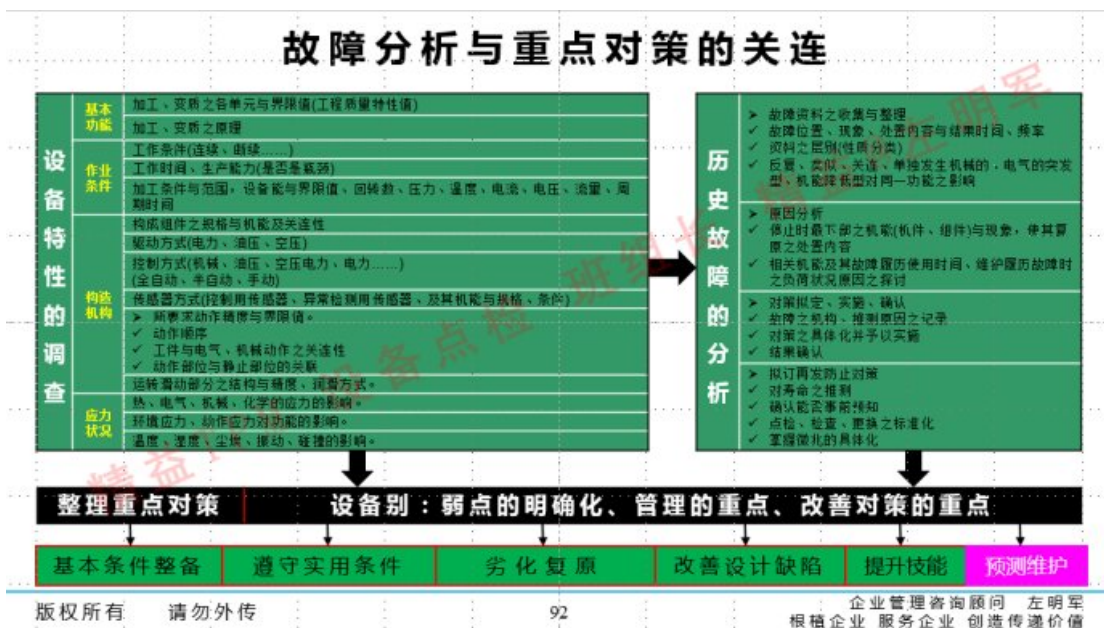 故障分析与重点对策的关连
设备特性的调查
基本
功能
加工、变质之各单元与界限值(工程质量特性值)
加工、变质之原理
作业
条件
工作条件(连续、断续……)
工作时间、生产能力(是否是瓶颈)
加工条件与范围,设备能与界限值、回转数、压力、温度、电流、电压、流量、周
期时间
构造
机构
构成组件之规格与机能及关连性
驱动方式(电力、油压、空压)
控制方式(机械、油压、空压电力、电力……)
(全自动、半自动、手动)
传感器方式(控制用传感器、异常检测用传感器、及其机能与规格、条件)
➤ 所要求动作精度与界限值。
✓ 动作顺序
✓ 工件与电气、机械动作之关连性
✓ 动作部位与静止部位的关联
运转滑动部分之结构与精度、润滑方式。
应力
状况
热、电气、机械、化学的应力的影响。
环境应力、动作应力对功能的影响。
温度、湿度、尘埃、振动、碰撞的影响。
历史故障的分析
➤ 故障资料之收集与整理
✓ 故障位置、现象、处置内容与结果时间、频率
✓ 资料之层别(性质分类)
✓ 反复、类似、关连、单独发生机械的,电气的突发
型、机能降低型对同一功能之影响
➤ 原因分析
✓ 停止时最下部之机能(机件、组件)与现象,使其复
原之处置内容
✓ 相关机能及其故障履历使用时间、维护履历故障时
之负荷状况原因之探讨
➤ 对策拟定、实施、确认
✓ 故障之机构、推测原因之记录
✓ 对策之具体化并予以实施
✓ 结果确认
➤ 拟订再发防止对策
✓ 对寿命之推测
✓ 确认能否事前预知
✓ 点检、检查、更换之标准化
✓ 掌握微兆的具体化
整理重点对策
设备别:弱点的明确化、管理的重点、改善对策的重点
基本条件整备
遵守实用条件
劣化复原
改善设计缺陷
提升技能
预测维护
版权所有 请勿外传
92
企业管理咨询顾问 左明军
根植企业 服务企业 创造传递价值